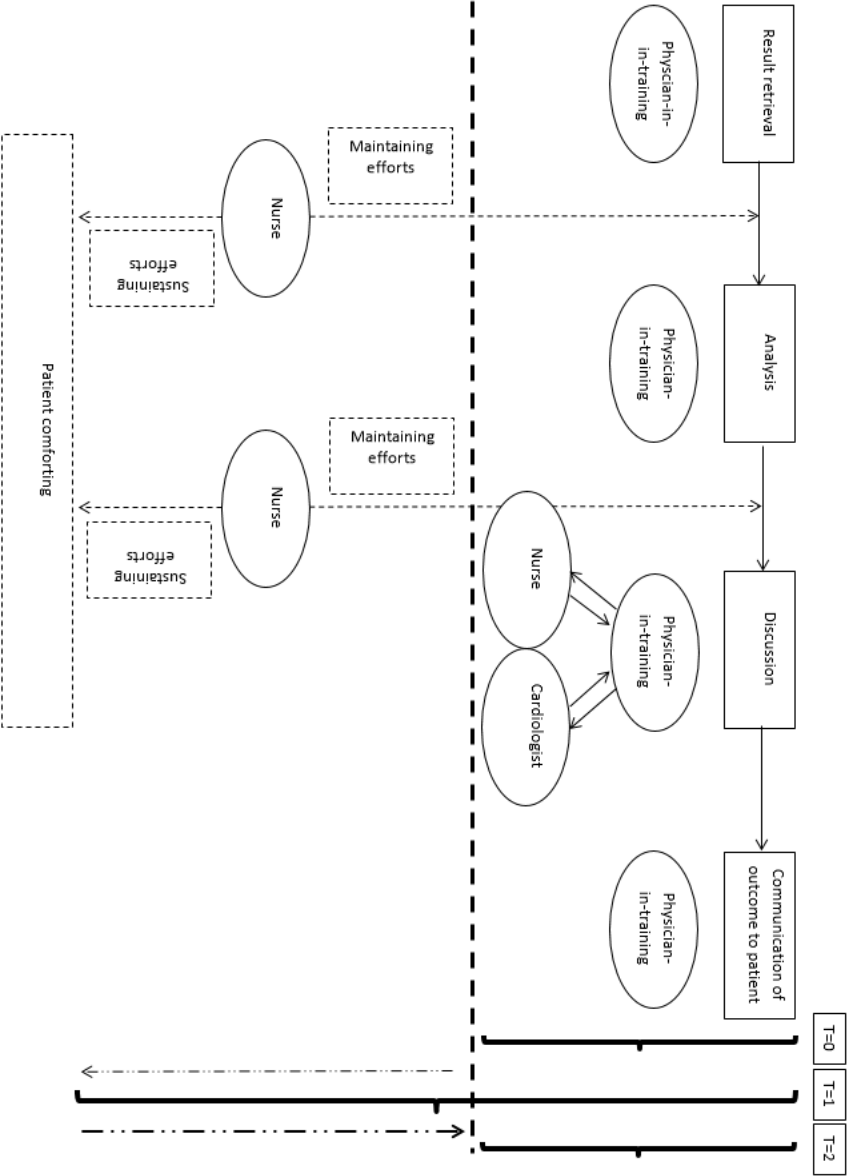 Result retrieval
Physcian-in-
in-training
Maintaining
efforts
Nurse
Sustaining
efforts
Analysis
Physician-
in-training
Maintaining
efforts
Nurse
Sustaining
efforts
Patient comforting
Discussion
Physician-
in-training
Nurse
Cardiologist
Communication of
outcome to patient
Physician-
in-training
T=0
T=1
T=2